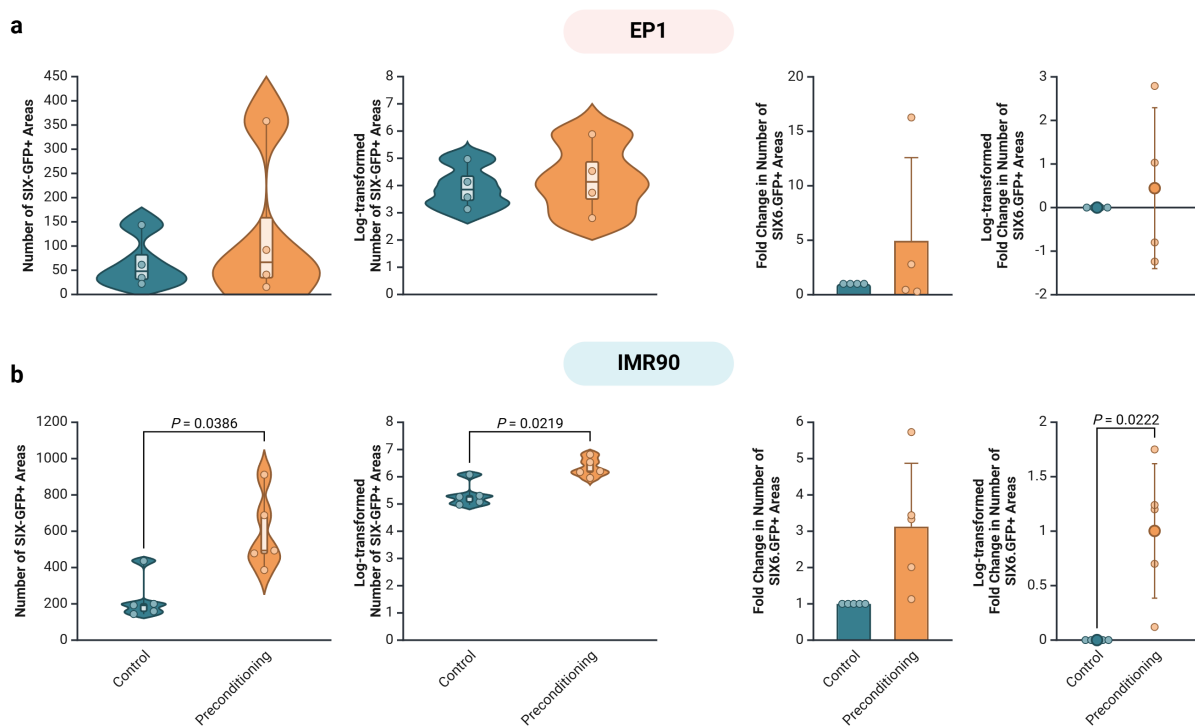 a
EP1
Number of SIX-GFP+ Areas
450
400
350
300
250
200
150
100
50
0
Log-transformed
Number of SIX-GFP+ Areas
8
7
6
5
4
3
2
1
0
Fold Change in Number of
SIX6.GFP+ Areas
20
15
10
5
0
Log-transformed
Fold Change in Number of
SIX6.GFP+ Areas
3
2
1
0
-1
-2
b
IMR90
Number of SIX-GFP+ Areas
1200
1000
800
600
400
200
0
P = 0.0386
Control
Preconditioning
Log-transformed
Number of SIX-GFP+ Areas
8
7
6
5
4
3
2
1
0
P = 0.0219
Control
Preconditioning
Fold Change in Number of
SIX6.GFP+ Areas
6
5
4
3
2
1
0
Control
Preconditioning
Log-transformed
Fold Change in Number of
SIX6.GFP+ Areas
2
1.5
1
0.5
0
P = 0.0222
Control
Preconditioning